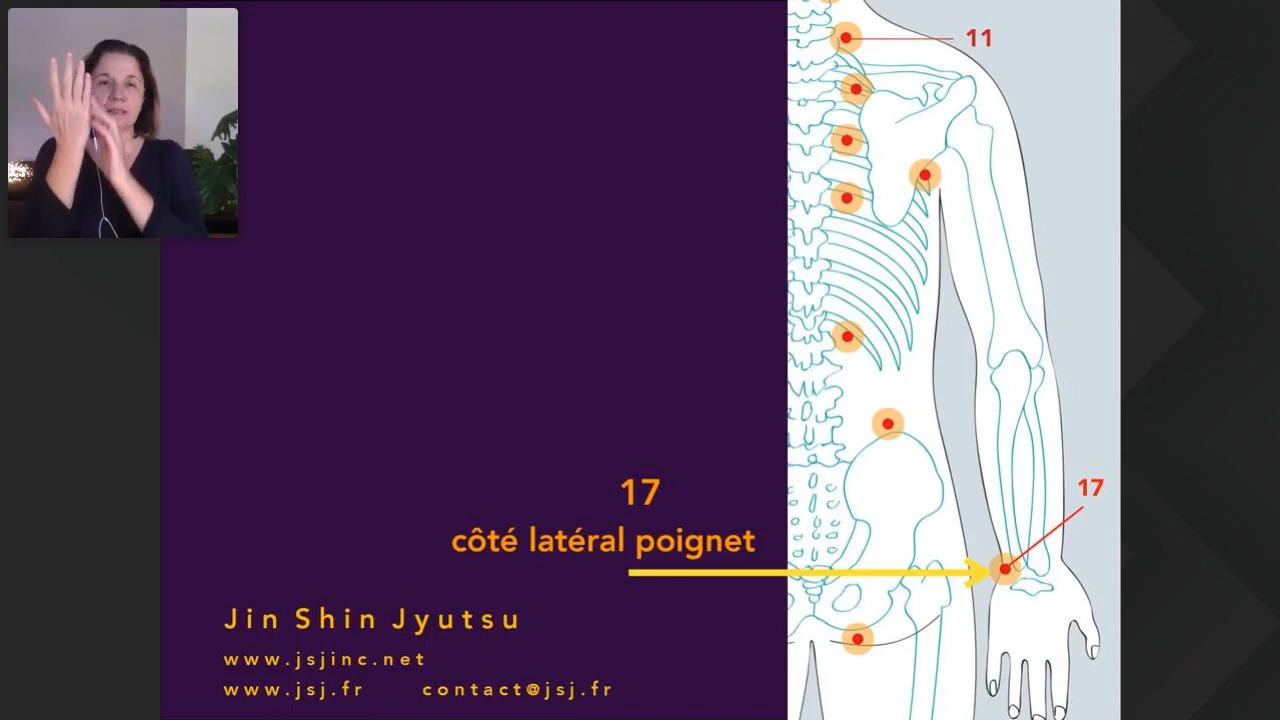 11
17
17
côté latéral poignet
Jin Shin Jyutsu
www.jsjinc.net
www.jsj.fr contact@jsj.fr